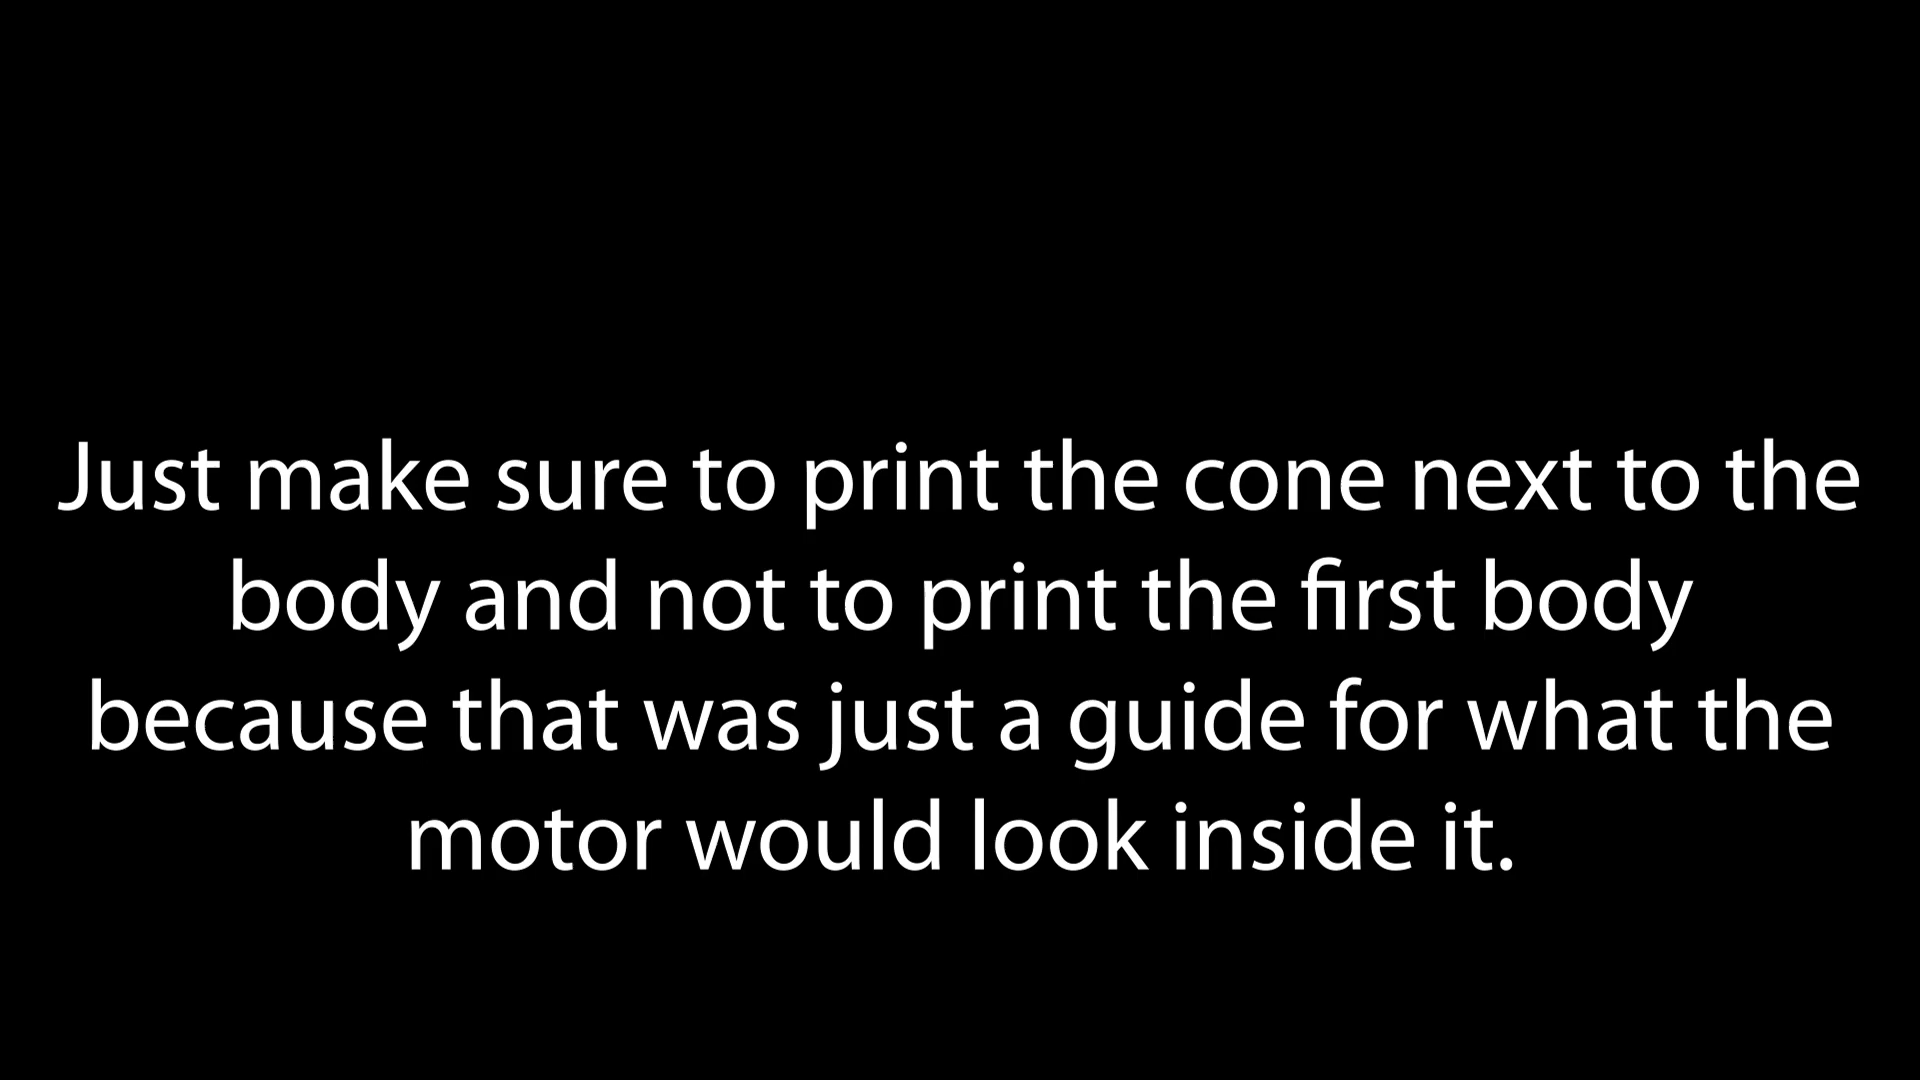 Just make sure to print the cone next to the
body and not to print the first body
because that was just a guide for what the
motor would look inside it.